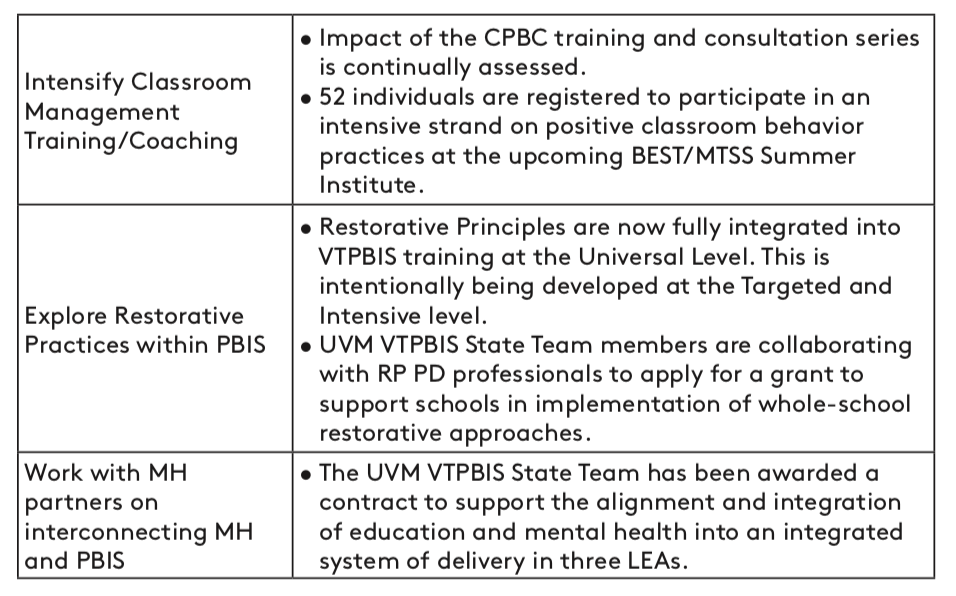 Intensify Classroom
Management
Training/Coaching
• Impact of the CPBC training and consultation series
is continually assessed.
• 52 individuals are registered to participate in an
intensive strand on positive classroom behavior
practices at the upcoming BEST/MTSS Summer
Institute.
Explore Restorative
Practices within PBIS
• Restorative Principles are now fully integrated into
VTPBIS training at the Universal Level. This is
intentionally being developed at the Targeted and
Intensive level.
• UVM VTPBIS State Team members are collaborating
with RP PD professionals to apply for a grant to
support schools in implementation of whole-school
restorative approaches.
Work with MH
partners on
interconnecting MH
and PBIS
• The UVM VTPBIS State Team has been awarded a
contract to support the alignment and integration
of education and mental health into an integrated
system of delivery in three LEAs.